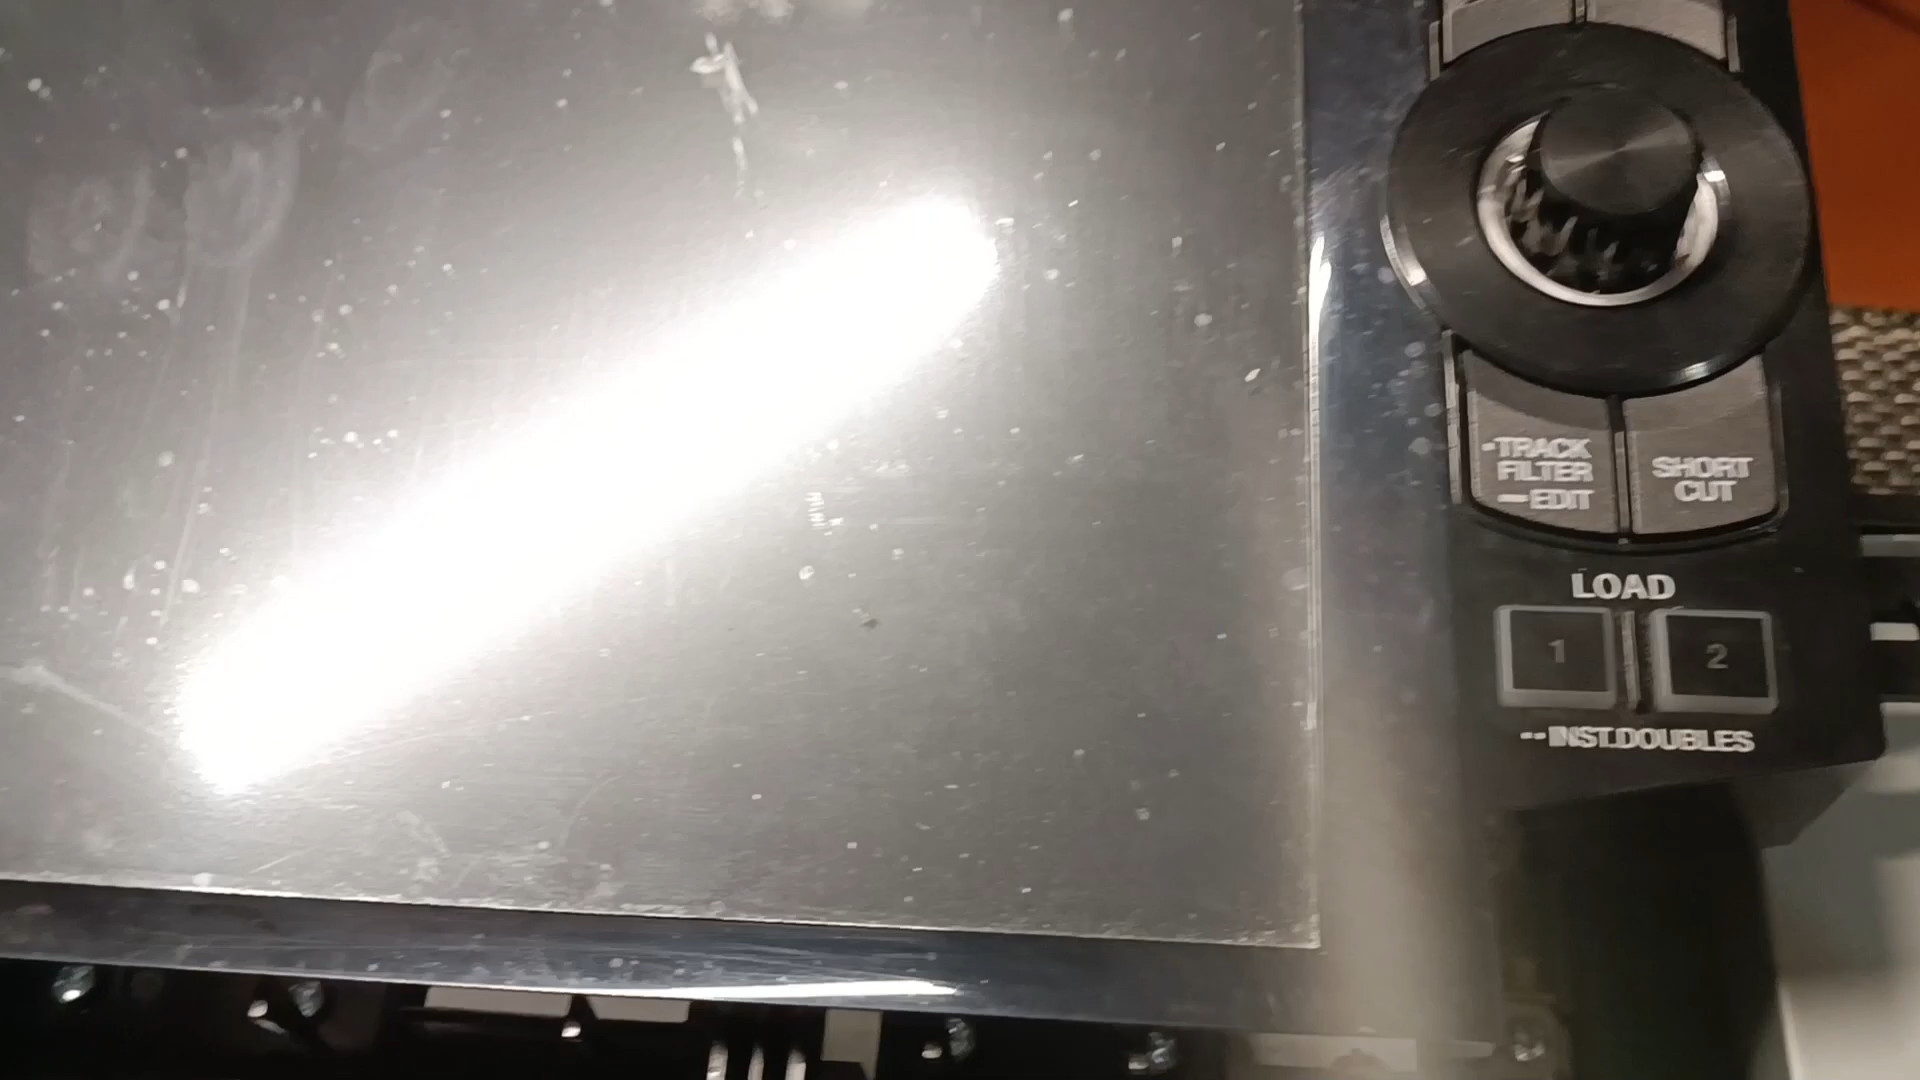 -TRACK
FILTER
—EDIT
SHORT
CUT
LOAD
1
2
--INST.DOUBLES